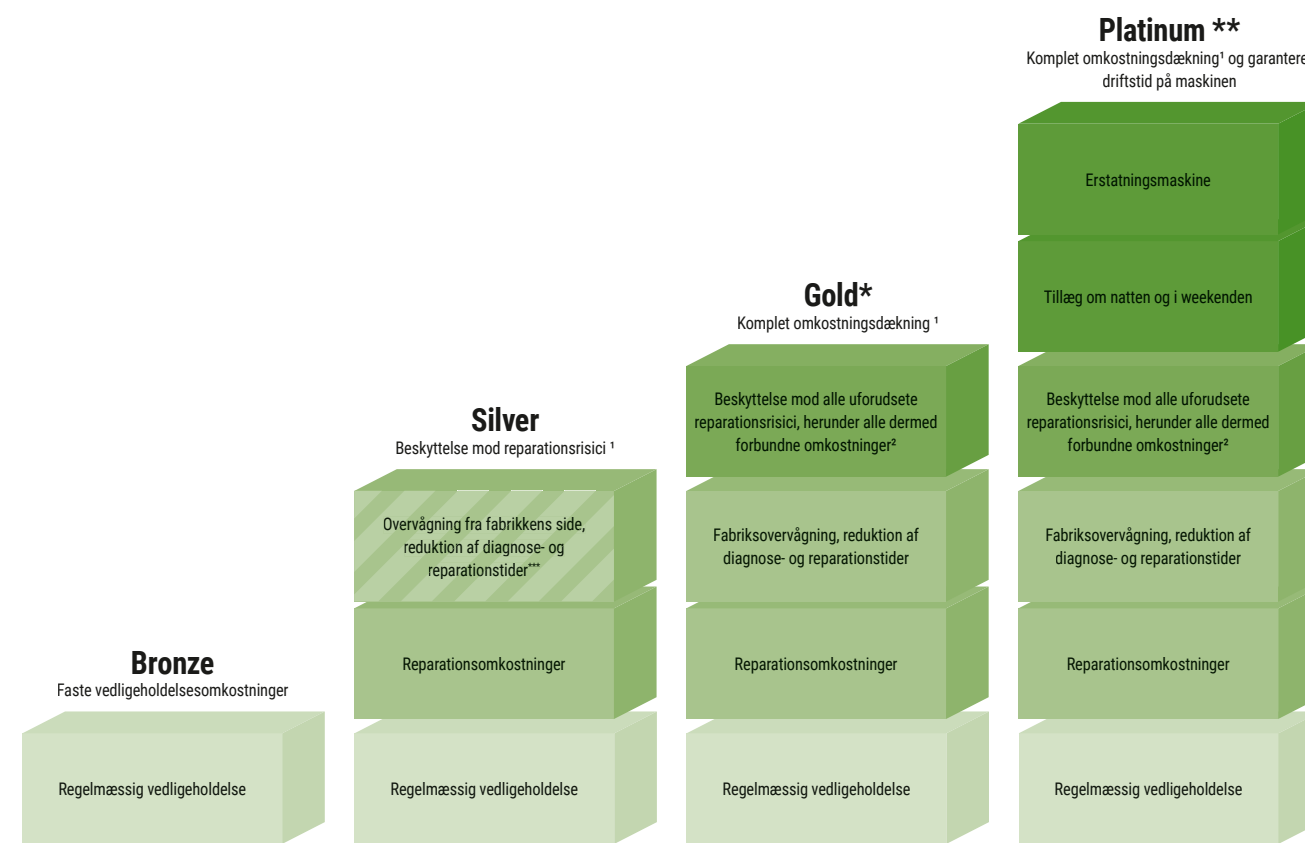 Platinum **
Komplet omkostningsdækning¹ og garantere
driftstid på maskinen
Erstatningsmaskine
Tillæg om natten og i weekenden
Beskyttelse mod alle uforudsete
reparationsrisici, herunder alle dermed
forbundne omkostninger²
Fabriksovervågning, reduktion af
diagnose- og reparationstider
Reparationsomkostninger
Regelmæssig vedligeholdelse
Gold*
Komplet omkostningsdækning ¹
Beskyttelse mod alle uforudsete
reparationsrisici, herunder alle dermed
forbundne omkostninger²
Fabriksovervågning, reduktion af
diagnose- og reparationstider
Reparationsomkostninger
Regelmæssig vedligeholdelse
Silver
Beskyttelse mod reparationsrisici ¹
Overvågning fra fabrikkens side,
reduktion af diagnose- og
reparationstider***
Reparationsomkostninger
Regelmæssig vedligeholdelse
Bronze
Faste vedligeholdelsesomkostninger
Regelmæssig vedligeholdelse